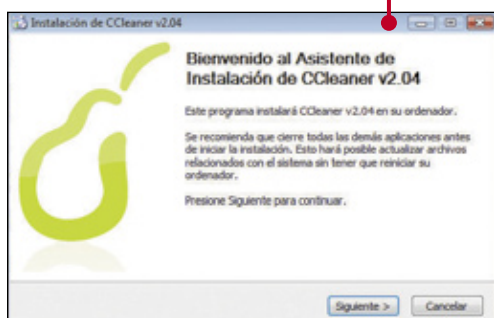 Instalación de CCleaner v2.04
Bienvenido al Asistente de
Instalación de CCleaner v2.04
Este programa instalará CCleaner v2.04 en su ordenador.
Se recomienda que cierre todas las demás aplicaciones antes
de iniciar la instalación. Esto hará posible actualizar archivos
relacionados con el sistema sin tener que reiniciar su
ordenador.
Presione Siguiente para continuar.
Siguiente >
Cancelar